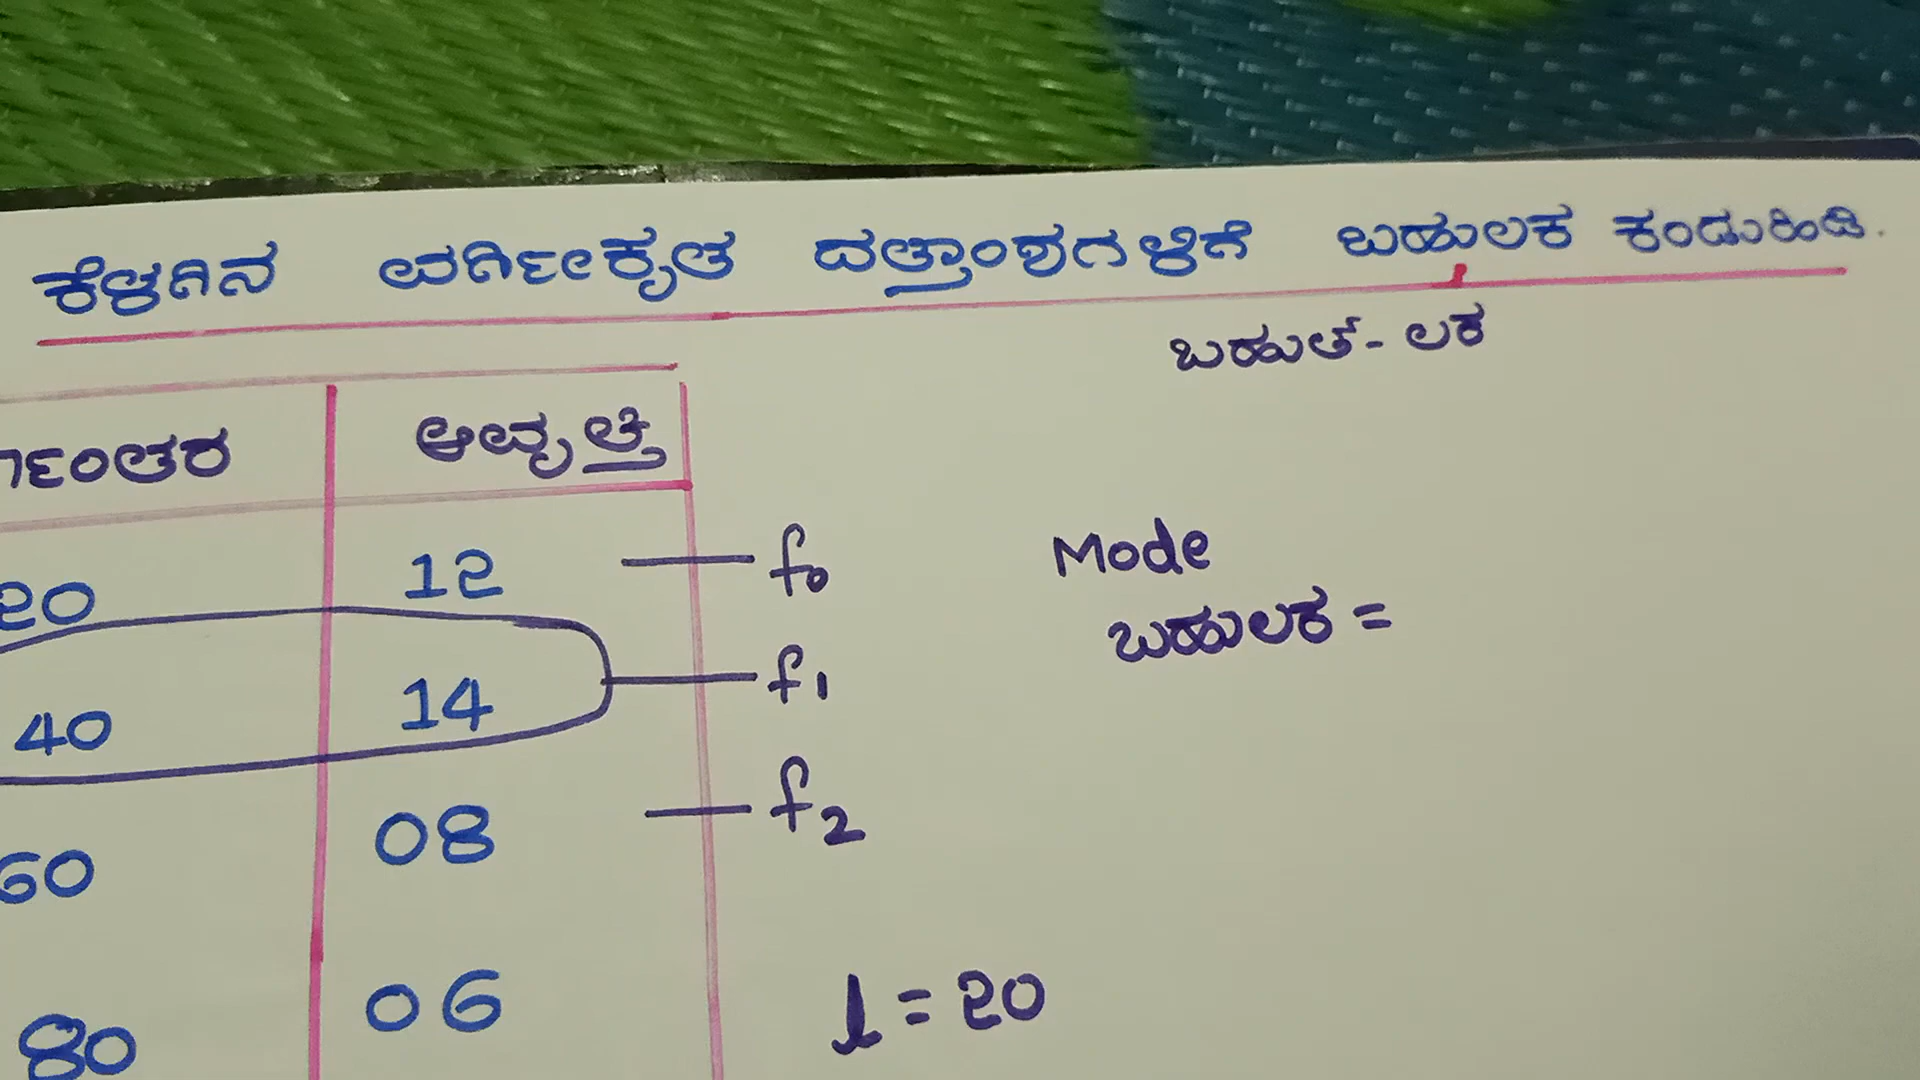 ಕೆಳಗಿನ ವರ್ಗೀಕೃತ ದತ್ತಾಂಶಗಳಿಗೆ ಬಹುಲಕ ಕಂಡುಹಿಡಿ.
ಬಹುತ್ - ಲಕ
ಆವೃತ್ತಿ
20 12 f₀
Mode
ಬಹುಲಕ =
40 14 f₁
60 08 f₂
80 06
l = 20